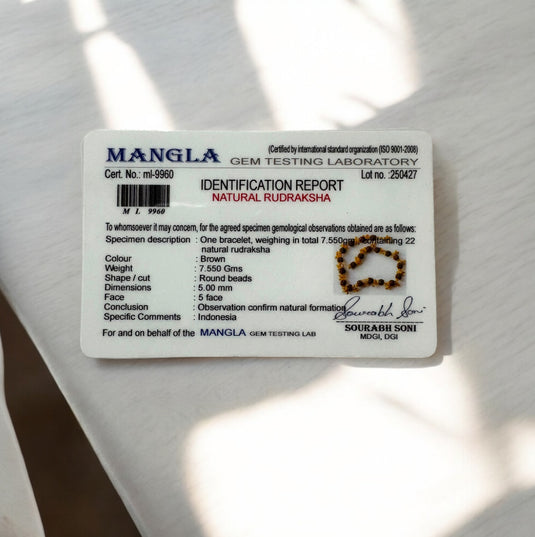 MANGLA
(Certified by international standard organization (ISO 9001-2008)
GEM TESTING LABORATORY
Cert. No.: ml-9960
Lot no. :250427
IDENTIFICATION REPORT
NATURAL RUDRAKSHA
M L 9960
To whomsoever it may concern, for the agreed specimen gemological observations obtained are as follows:
Specimen description : One bracelet, weighing in total 7.550gm, containing 22
natural rudraksha
Colour : Brown
Weight : 7.550 Gms
Shape / cut : Round beads
Dimensions : 5.00 mm
Face : 5 face
Conclusion : Observation confirm natural formation
Specific Comments : Indonesia
Sourabh Soni
SOURABH SONI
MDGI, DGI
For and on behalf of the MANGLA GEM TESTING LAB